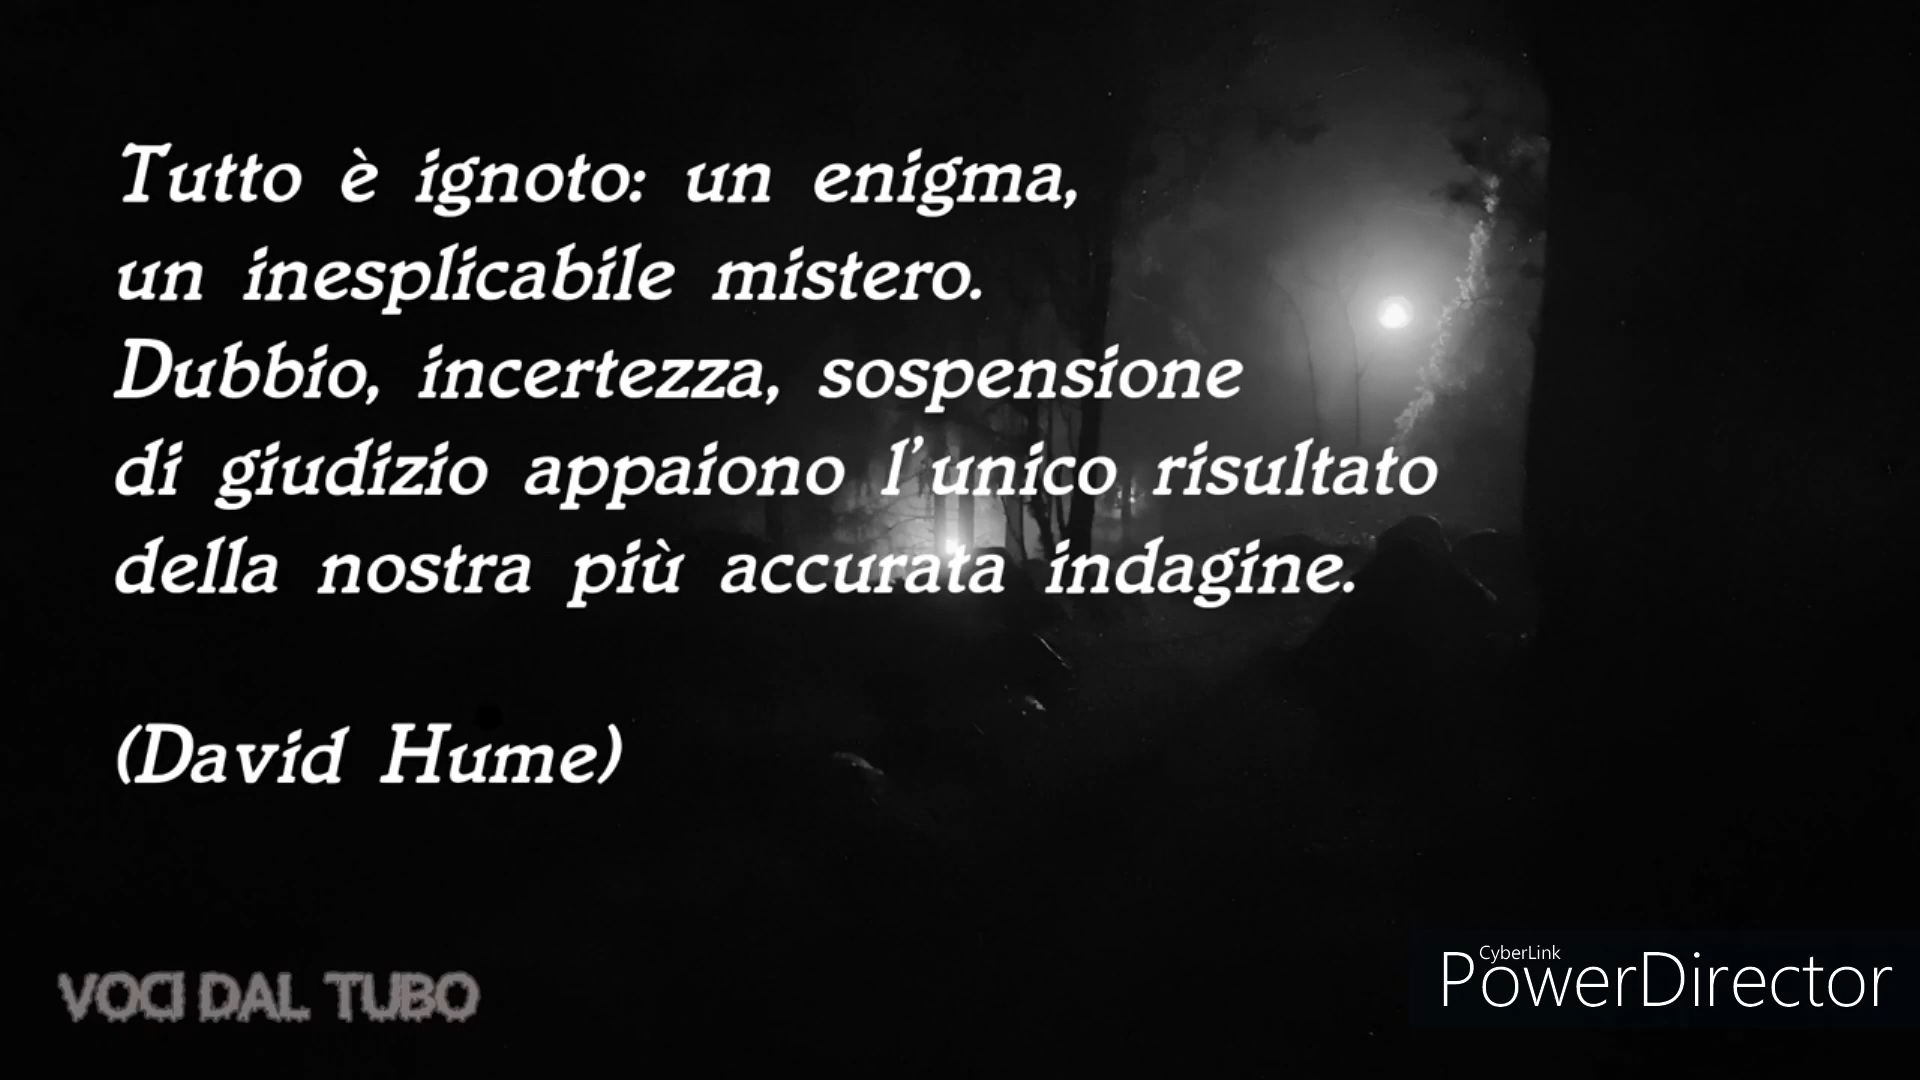 Tutto è ignoto: un enigma,
un inesplicabile mistero.
Dubbio, incertezza, sospensione
di giudizio appaiono l'unico risultato
della nostra più accurata indagine.
(David Hume)
VOCI DAL TUBO
CyberLink
PowerDirector